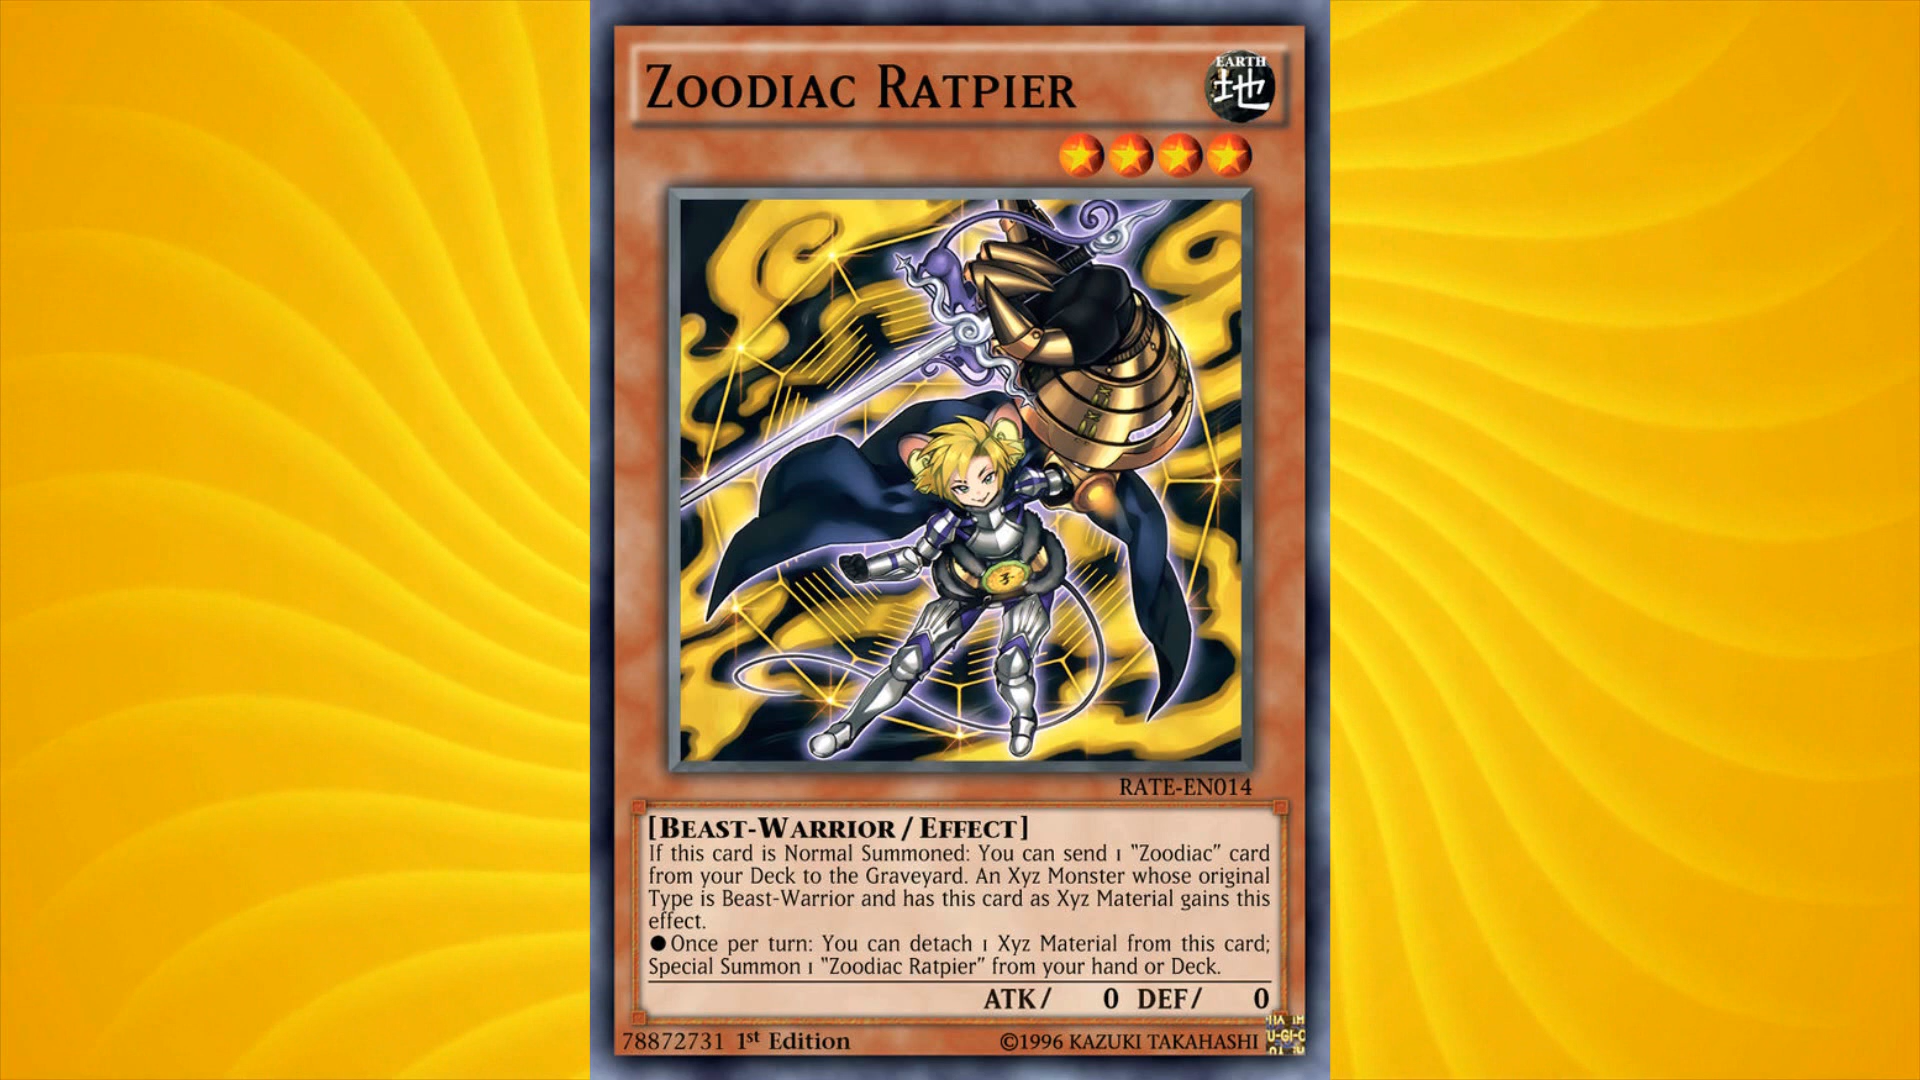 Zoodiac Ratpier
EARTH
地
子
RATE-EN014
[Beast-Warrior / Effect]
If this card is Normal Summoned: You can send 1 "Zoodiac" card
from your Deck to the Graveyard. An Xyz Monster whose original
Type is Beast-Warrior and has this card as Xyz Material gains this
effect.
●Once per turn: You can detach 1 Xyz Material from this card;
Special Summon 1 "Zoodiac Ratpier" from your hand or Deck.
ATK/ 0 DEF/ 0
78872731 1st Edition ©1996 KAZUKI TAKAHASHI